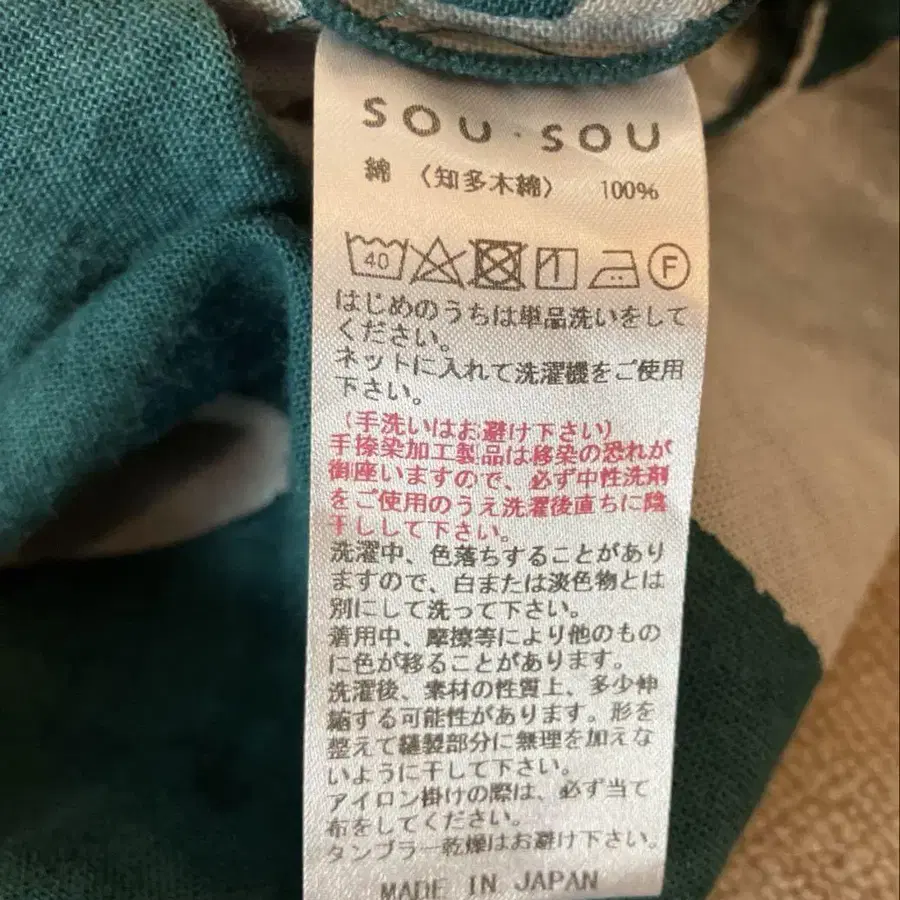 SOU・SOU
綿 〈知多木綿〉 100%
40 F
はじめのうちは単品洗いをして
ください。
ネットに入れて洗濯機をご使用
下さい。
(手洗いはお避け下さい)
手捺染加工製品は移染の恐れが
御座いますので、必ず中性洗剤
をご使用のうえ洗濯後直ちに陰
干しして下さい。
洗濯中、色落ちすることがあり
ますので、白または淡色物とは
別にして洗って下さい。
着用中、摩擦等により他のもの
に色が移ることがあります。
洗濯後、素材の性質上、多少伸
縮する可能性があります。形を
整えて縫製部分に無理を加えな
いように干して下さい。
アイロン掛けの際は、必ず当て
布をしてください。
タンブラー乾燥はお避け下さい。
MADE IN JAPAN